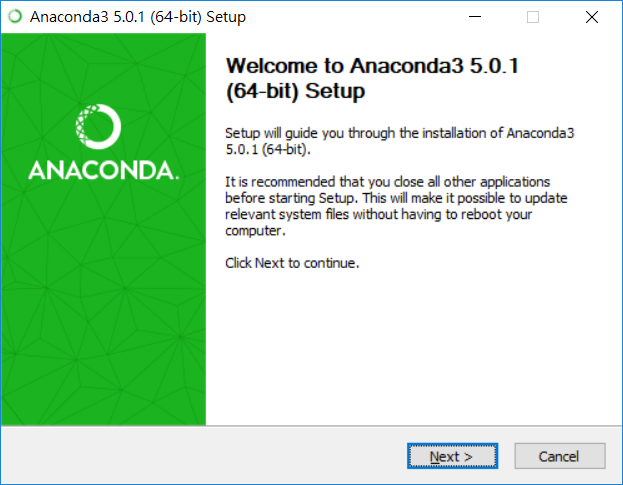 Anaconda3 5.0.1 (64-bit) Setup
ANACONDA.
Welcome to Anaconda3 5.0.1
(64-bit) Setup
Setup will guide you through the installation of Anaconda3
5.0.1 (64-bit).
It is recommended that you close all other applications
before starting Setup. This will make it possible to update
relevant system files without having to reboot your
computer.
Click Next to continue.
Next >
Cancel